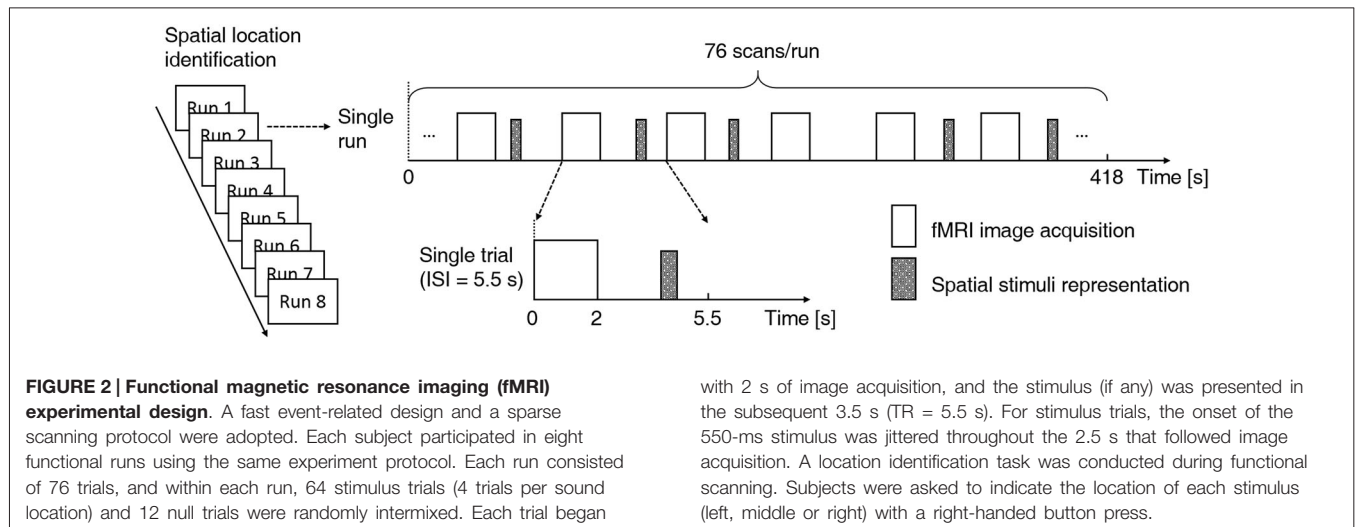 Spatial location
identification
Run 1
Run 2
Run 3
Run 4
Run 5
Run 6
Run 7
Run 8
Single
run
76 scans/run
...
...
0
418
Time [s]
Single trial
(ISI = 5.5 s)
0
2
5.5
Time [s]
fMRI image acquisition
Spatial stimuli representation
FIGURE 2 | Functional magnetic resonance imaging (fMRI)
experimental design. A fast event-related design and a sparse
scanning protocol were adopted. Each subject participated in eight
functional runs using the same experiment protocol. Each run consisted
of 76 trials, and within each run, 64 stimulus trials (4 trials per sound
location) and 12 null trials were randomly intermixed. Each trial began
with 2 s of image acquisition, and the stimulus (if any) was presented in
the subsequent 3.5 s (TR = 5.5 s). For stimulus trials, the onset of the
550-ms stimulus was jittered throughout the 2.5 s that followed image
acquisition. A location identification task was conducted during functional
scanning. Subjects were asked to indicate the location of each stimulus
(left, middle or right) with a right-handed button press.